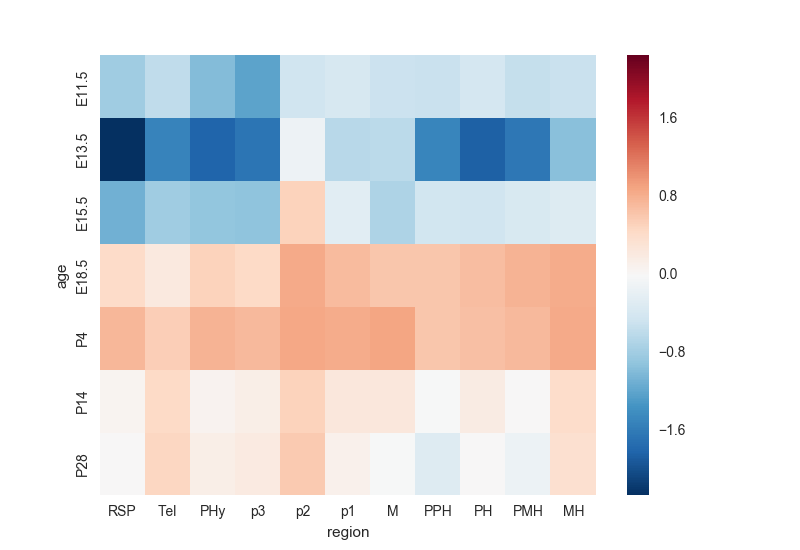 E11.5
E13.5
E15.5
E18.5
P4
P14
P28
age
RSP Tel PHy p3 p2 p1 M PPH PH PMH MH
region
1.6
0.8
0.0
−0.8
−1.6